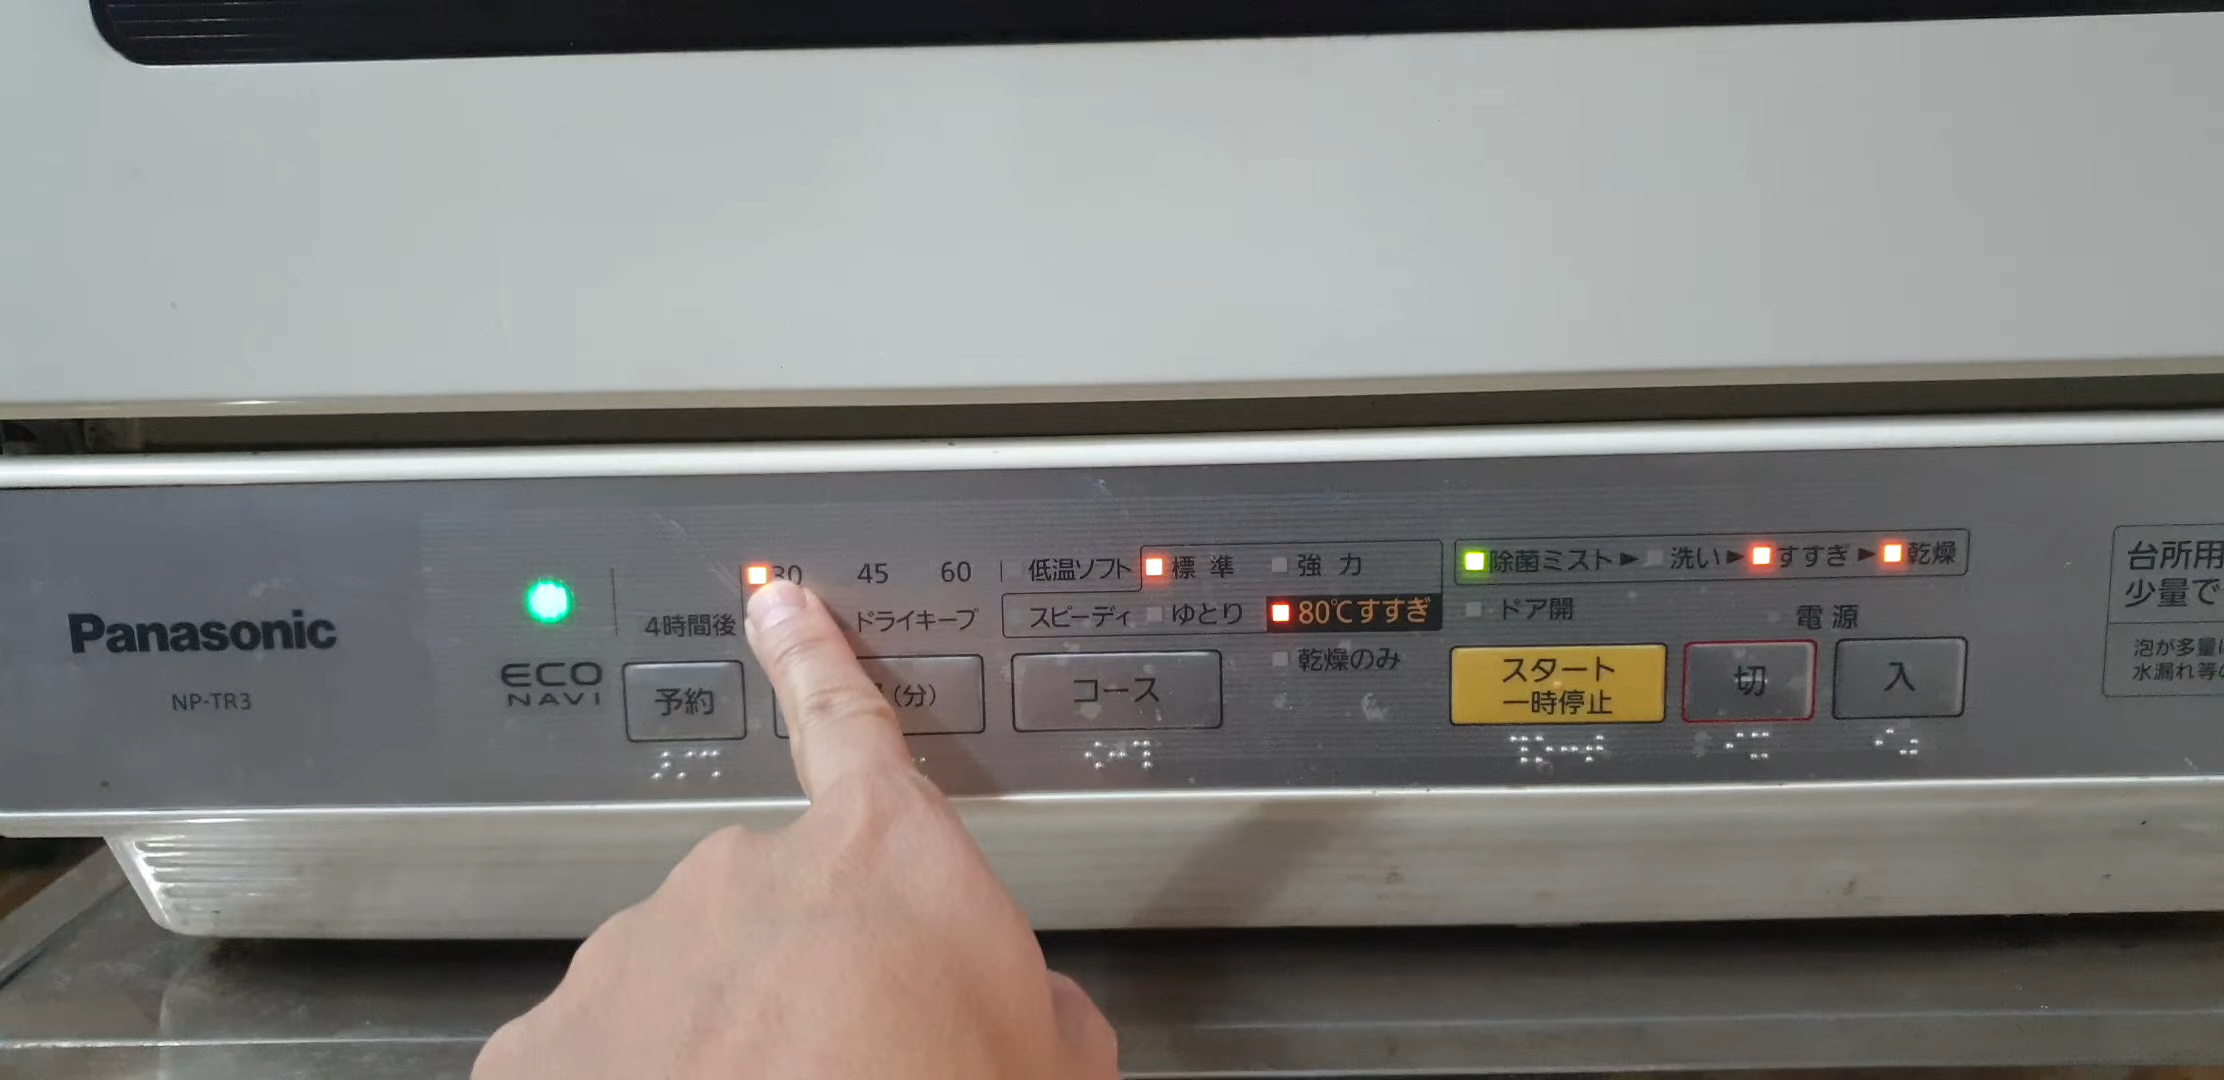 Panasonic
NP-TR3
ECO
NAVI
4時間後
30 45 60
ドライキープ
予約
(分)
低温ソフト 標準 強力
スピーディ ゆとり 80℃すすぎ
乾燥のみ
コース
除菌ミスト▶洗い▶すすぎ▶乾燥
ドア開
電源
スタート
一時停止
切
入
台所用
少量で
泡が多量
水漏れ等